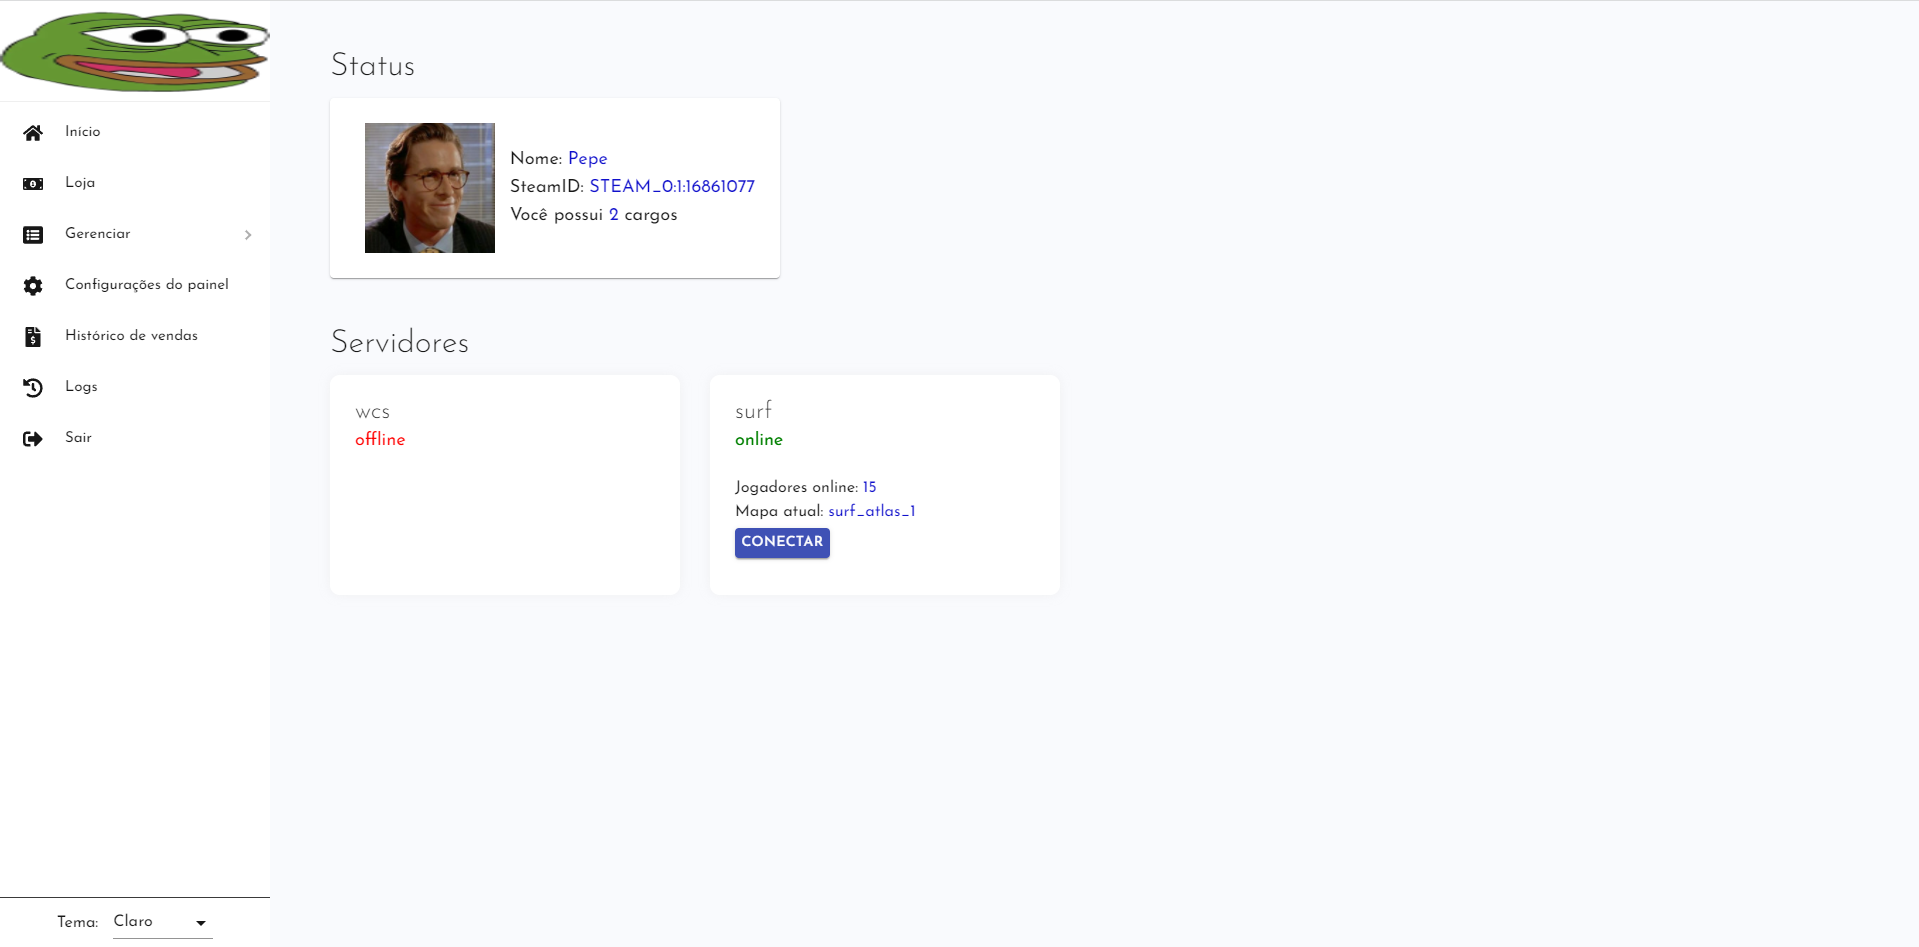 Início
Loja
Gerenciar
Configurações do painel
Histórico de vendas
Logs
Sair
Tema: Claro
Status
Nome: Pepe
SteamID: STEAM_0:1:16861077
Você possui 2 cargos
Servidores
wcs
offline
surf
online
Jogadores online: 15
Mapa atual: surf_atlas_1
CONECTAR